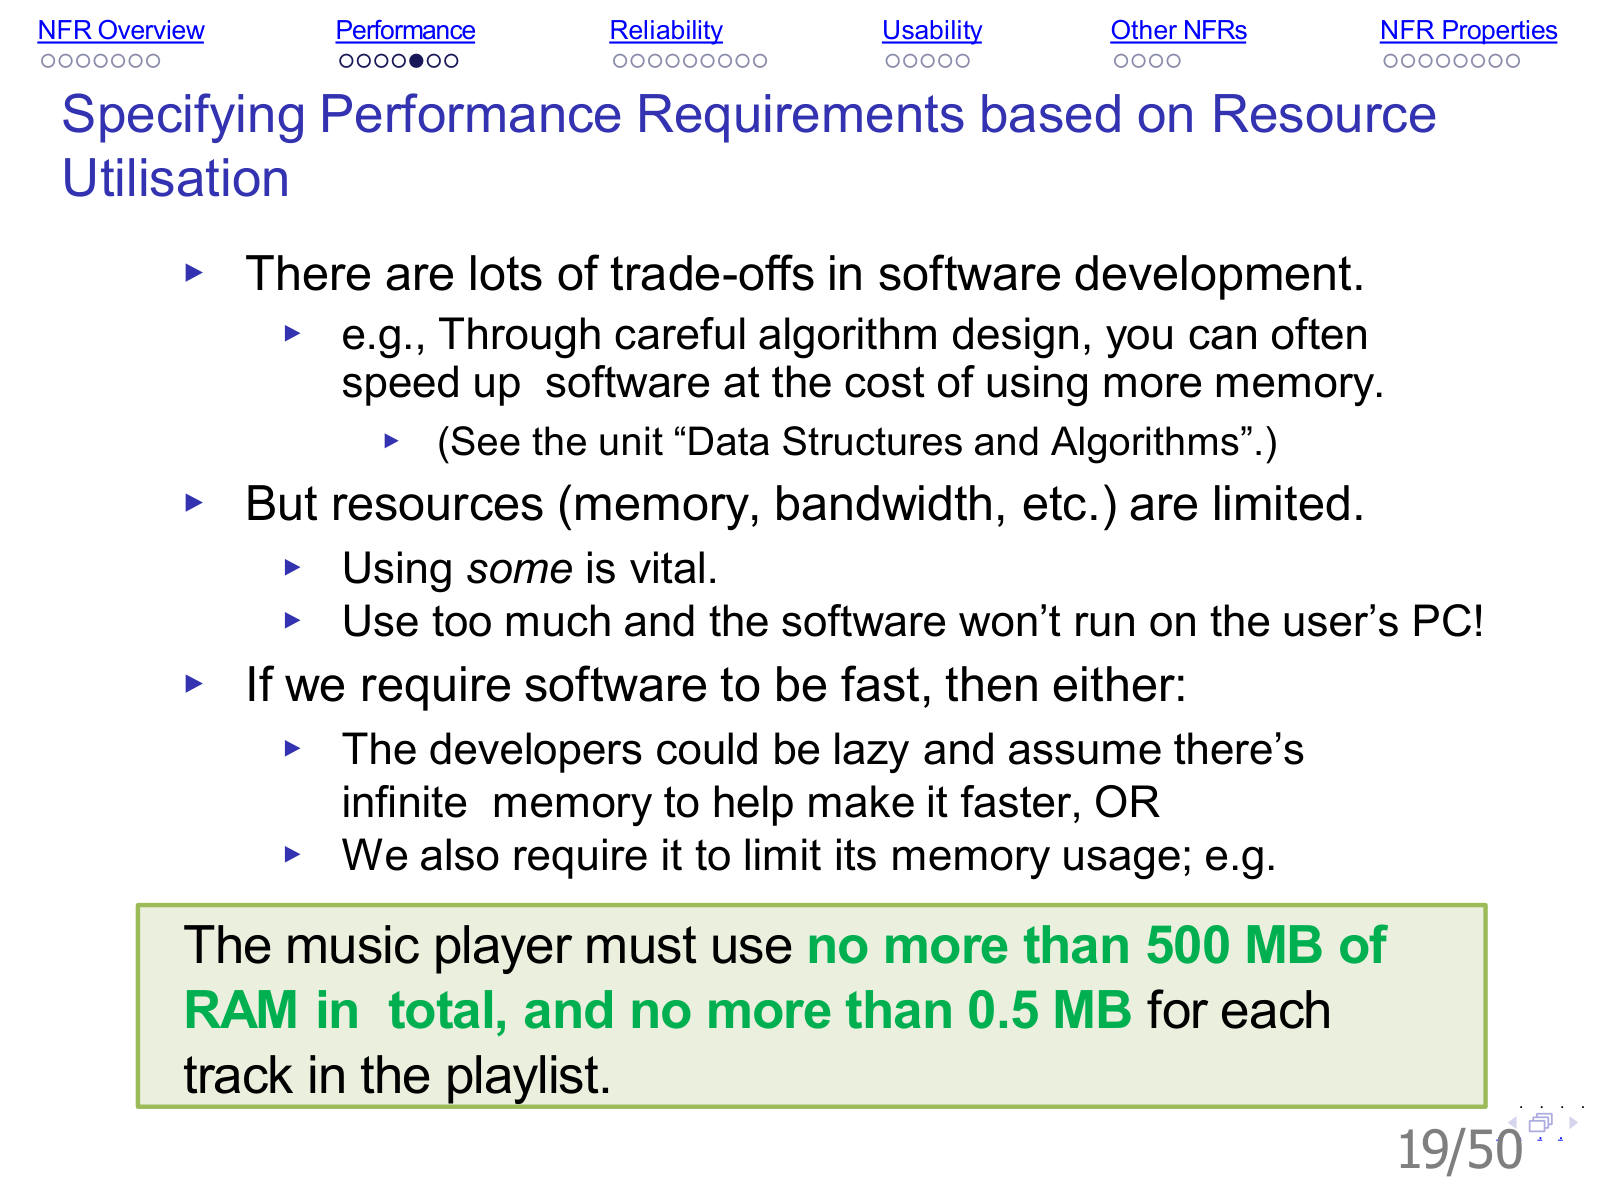 NFR Overview Performance Reliability Usability Other NFRs NFR Properties
Specifying Performance Requirements based on Resource
Utilisation
There are lots of trade-offs in software development.
e.g., Through careful algorithm design, you can often
speed up software at the cost of using more memory.
(See the unit “Data Structures and Algorithms”.)
But resources (memory, bandwidth, etc.) are limited.
Using some is vital.
Use too much and the software won’t run on the user’s PC!
If we require software to be fast, then either:
The developers could be lazy and assume there’s
infinite memory to help make it faster, OR
We also require it to limit its memory usage; e.g.
The music player must use no more than 500 MB of
RAM in total, and no more than 0.5 MB for each
track in the playlist.
19/50